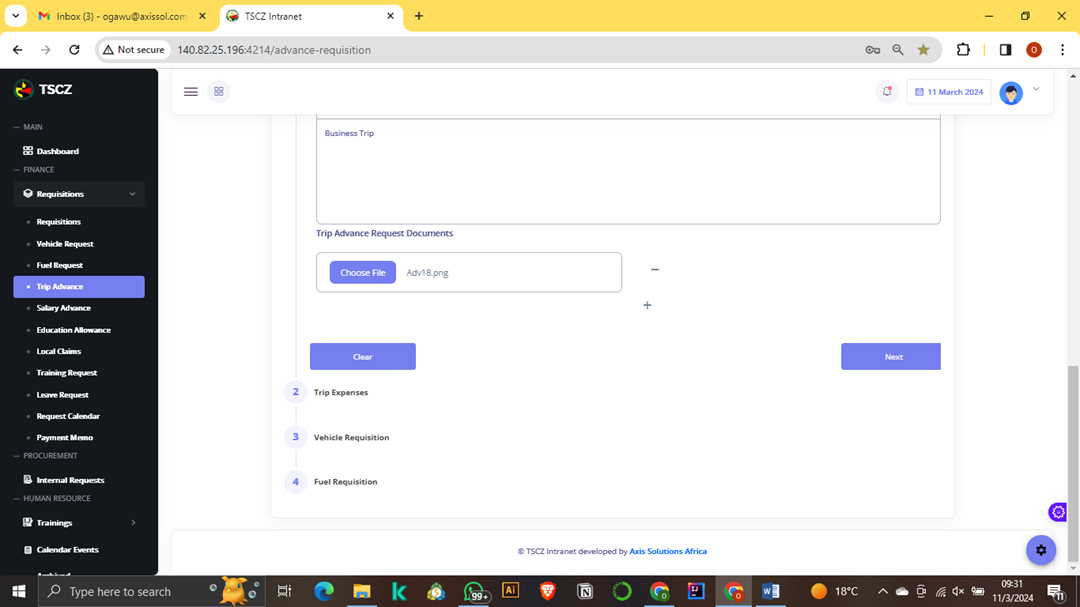 Inbox (3) - ogawu@axissol.com
TSCZ Intranet
Not secure
140.82.25.196:4214/advance-requisition
O
TSCZ
11 March 2024
MAIN
Dashboard
FINANCE
Requisitions
Requisitions
Vehicle Request
Fuel Request
Trip Advance
Salary Advance
Education Allowance
Local Claims
Training Request
Leave Request
Request Calendar
Payment Memo
PROCUREMENT
Internal Requests
HUMAN RESOURCE
Trainings
Calendar Events
Business Trip
Trip Advance Request Documents
Choose File Adv18.png
Clear
Next
2 Trip Expenses
3 Vehicle Requisition
4 Fuel Requisition
© TSCZ Intranet developed by Axis Solutions Africa
Type here to search
99+
Ai
18°C
09:31
11/3/2024
11